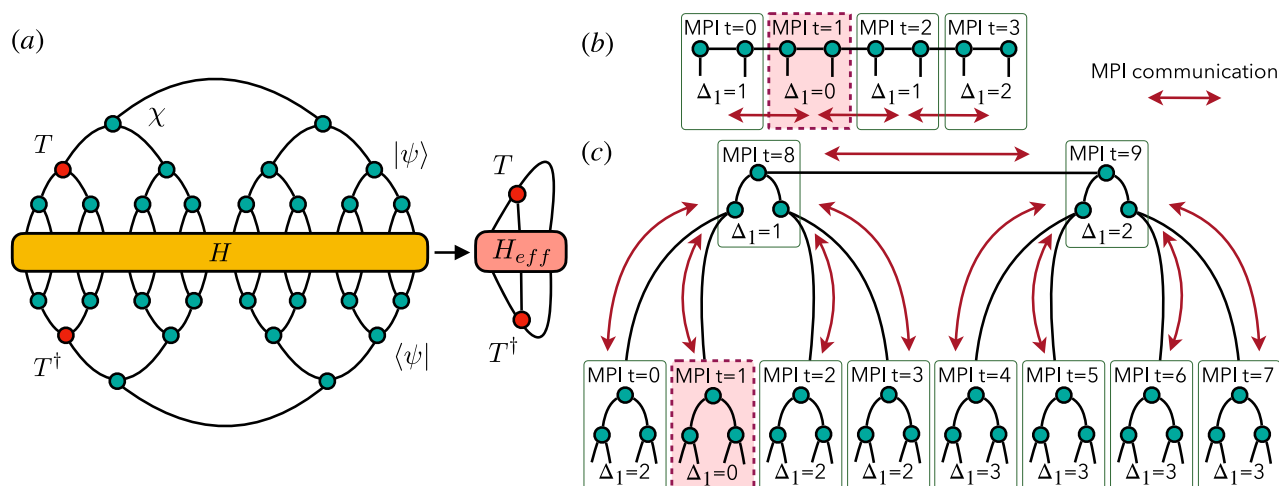 (a)
χ
T
|ψ⟩
H
T†
⟨ψ|
T
H_eff
T†
(b)
MPI t=0 MPI t=1 MPI t=2 MPI t=3
Δ₁=1 Δ₁=0 Δ₁=1 Δ₁=2
MPI communication
(c)
MPI t=8 MPI t=9
Δ₁=1 Δ₁=2
MPI t=0 MPI t=1 MPI t=2 MPI t=3 MPI t=4 MPI t=5 MPI t=6 MPI t=7
Δ₁=2 Δ₁=0 Δ₁=2 Δ₁=2 Δ₁=3 Δ₁=3 Δ₁=3 Δ₁=3